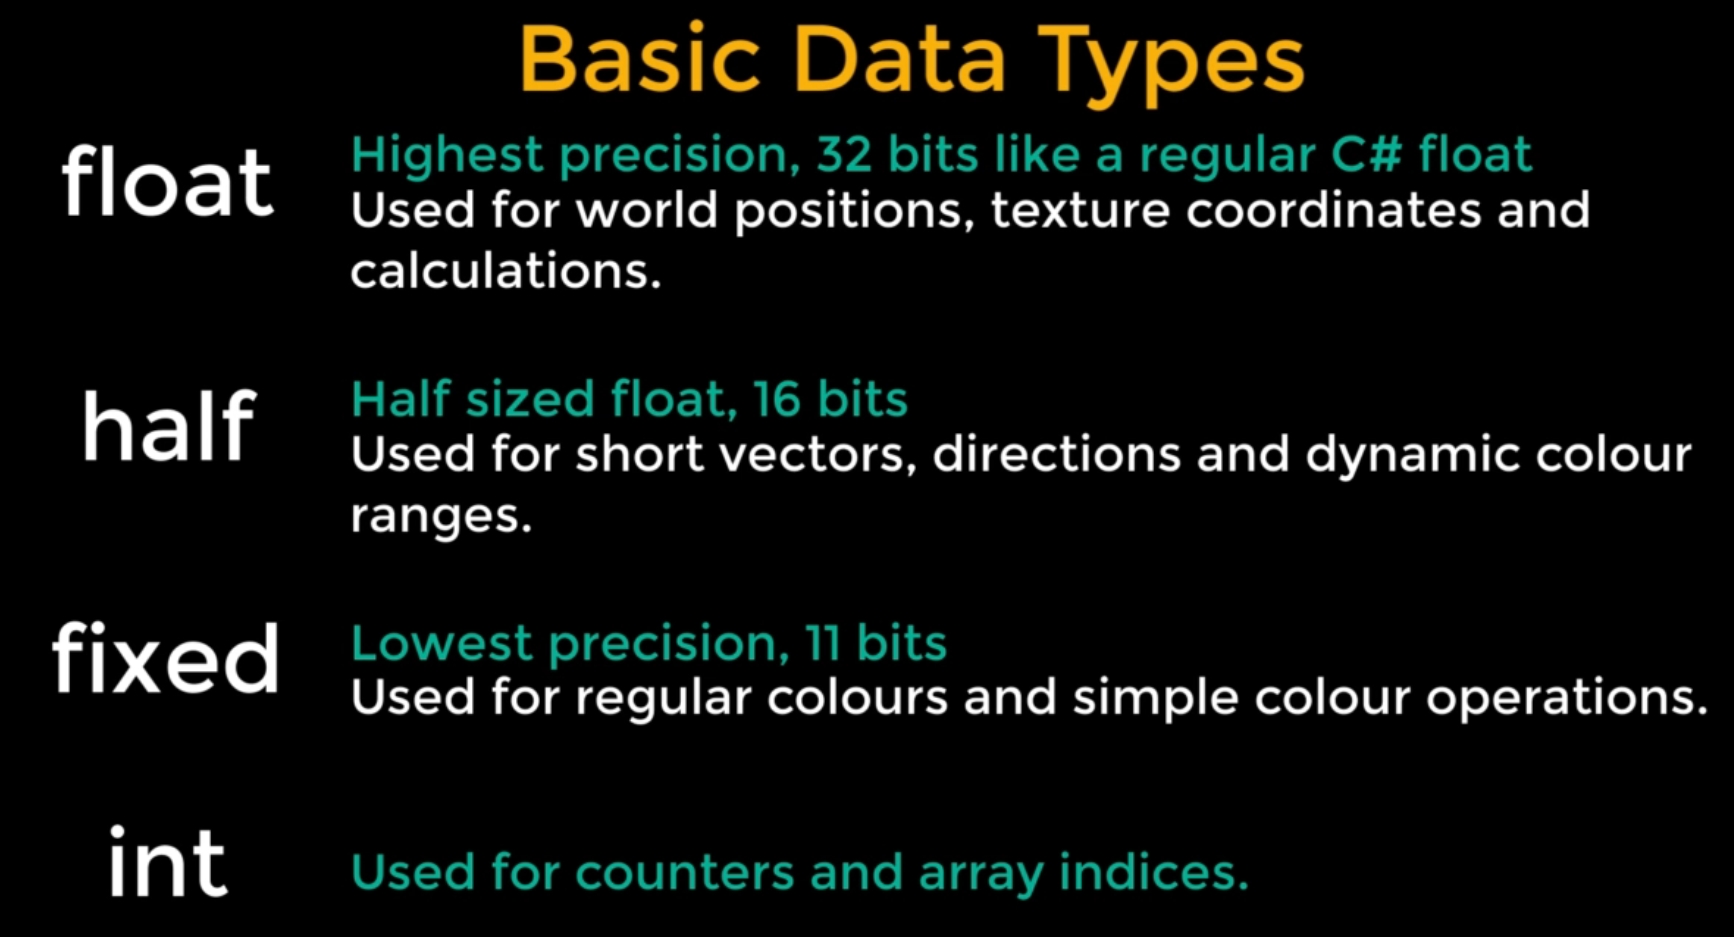 Basic Data Types
float
Highest precision, 32 bits like a regular C# float
Used for world positions, texture coordinates and
calculations.
half
Half sized float, 16 bits
Used for short vectors, directions and dynamic colour
ranges.
fixed
Lowest precision, 11 bits
Used for regular colours and simple colour operations.
int
Used for counters and array indices.